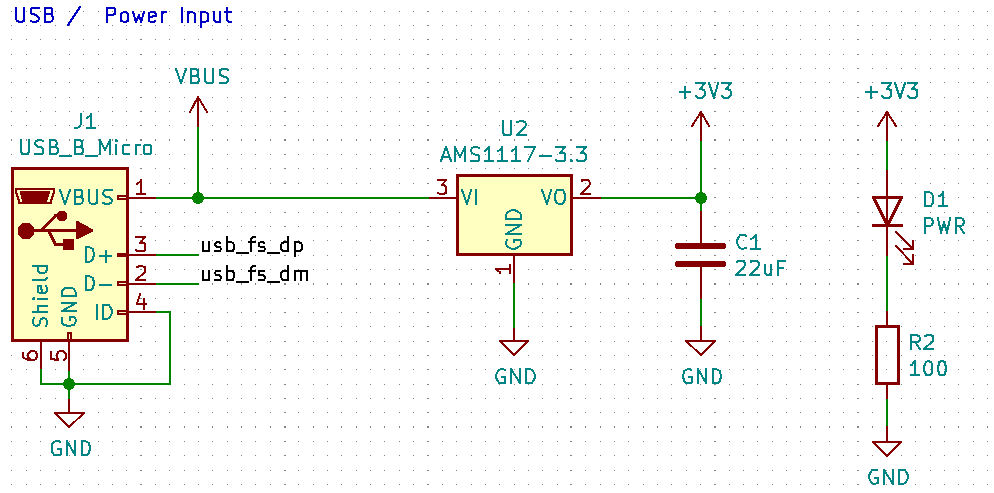 USB / Power Input
VBUS
+3V3
+3V3
J1
USB_B_Micro
U2
AMS1117-3.3
VBUS
1
3
VI
VO
2
GND
1
D1
PWR
D+
3
usb_fs_dp
D-
2
usb_fs_dm
ID
4
Shield
GND
6
5
GND
C1
22uF
R2
100
GND
GND
GND